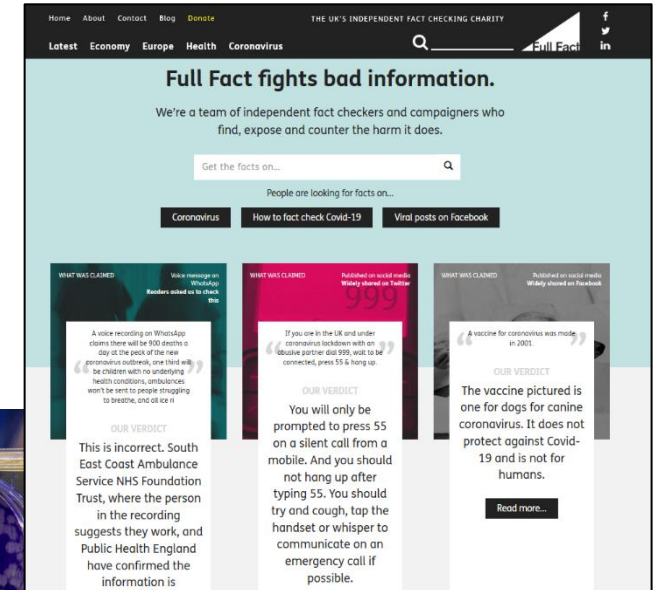 Home About Contact Blog Donate
THE UK'S INDEPENDENT FACT CHECKING CHARITY
Latest Economy Europe Health Coronavirus
Full Fact
Full Fact fights bad information.
We're a team of independent fact checkers and campaigners who
find, expose and counter the harm it does.
Get the facts on...
People are looking for facts on...
Coronavirus How to fact check Covid-19 Viral posts on Facebook
WHAT WAS CLAIMED
Voice message on
WhatsApp
Readers asked us to check
this
A voice recording on WhatsApp
claims there will be 900 deaths a
day at the peak of the new
coronavirus outbreak, one third will
be children with no underlying
health conditions, ambulances
won't be sent to people struggling
to breathe, and all ice ri
OUR VERDICT
This is incorrect. South
East Coast Ambulance
Service NHS Foundation
Trust, where the person
in the recording
suggests they work, and
Public Health England
have confirmed the
information is
WHAT WAS CLAIMED
Published on social media
Widely shared on Twitter
999
If you are in the UK and under
coronavirus lockdown with an
abusive partner dial 999, wait to be
connected, press 55 & hang up.
OUR VERDICT
You will only be
prompted to press 55
on a silent call from a
mobile. And you should
not hang up after
typing 55. You should
try and cough, tap the
handset or whisper to
communicate on an
emergency call if
possible.
WHAT WAS CLAIMED
Published on social media
Widely shared on Facebook
A vaccine for coronavirus was made
in 2001.
OUR VERDICT
The vaccine pictured is
one for dogs for canine
coronavirus. It does not
protect against Covid-
19 and is not for
humans.
Read more...